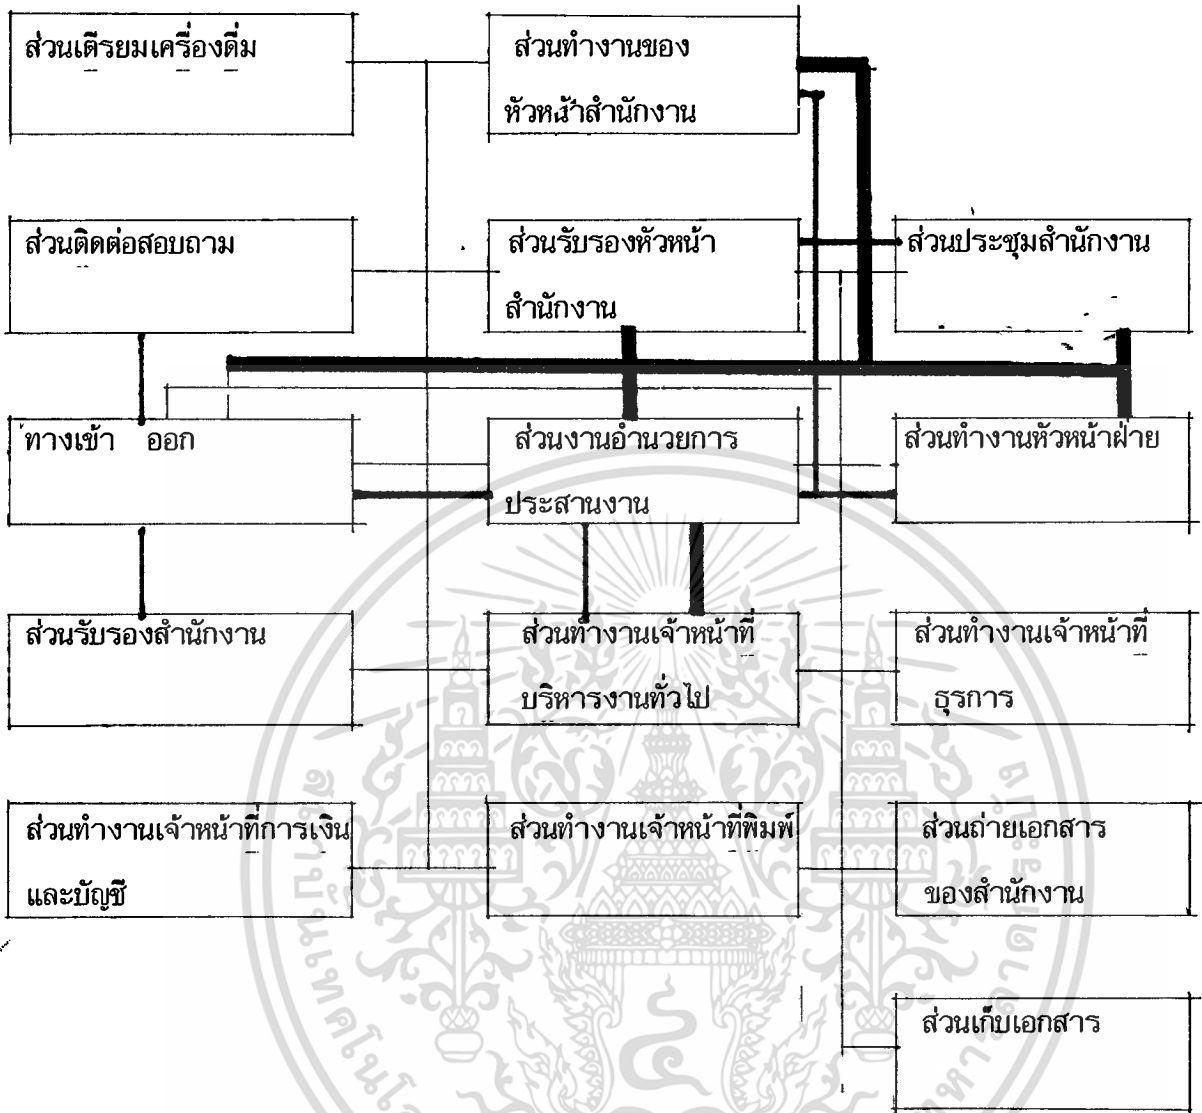 ส่วนเตรียมเครื่องดื่ม
ส่วนทำงานของ
หัวหน้าสำนักงาน
ส่วนติดต่อสอบถาม
ส่วนรับรองหัวหน้า
สำนักงาน
ส่วนประชุมสำนักงาน
ทางเข้า ออก
ส่วนงานอำนวยการ
ประสานงาน
ส่วนทำงานหัวหน้าฝ่าย
ส่วนรับรองสำนักงาน
ส่วนทำงานเจ้าหน้าที่
บริหารงานทั่วไป
ส่วนทำงานเจ้าหน้าที่
ธุรการ
ส่วนทำงานเจ้าหน้าที่การเงิน
และบัญชี
ส่วนทำงานเจ้าหน้าที่พิมพ์
ส่วนถ่ายเอกสาร
ของสำนักงาน
ส่วนเก็บเอกสาร